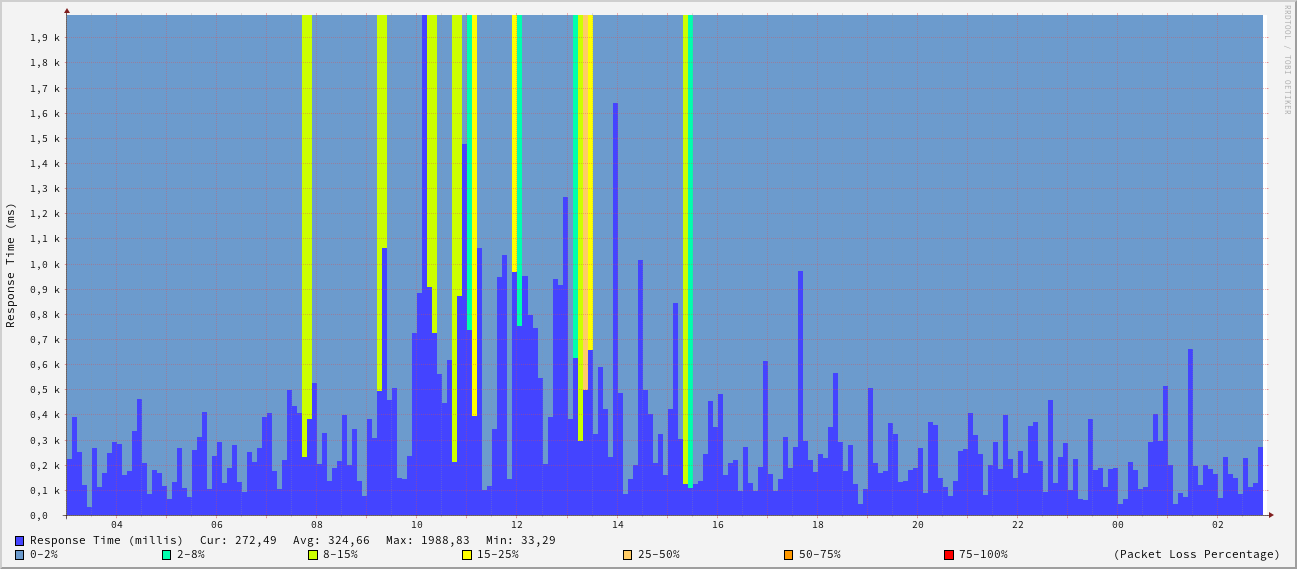 RRDTOOL / TOBI OETIKER
Response Time (ms)
1,9 k
1,8 k
1,7 k
1,6 k
1,5 k
1,4 k
1,3 k
1,2 k
1,1 k
1,0 k
0,9 k
0,8 k
0,7 k
0,6 k
0,5 k
0,4 k
0,3 k
0,2 k
0,1 k
0,0
04 06 08 10 12 14 16 18 20 22 00 02
Response Time (millis) Cur: 272,49 Avg: 324,66 Max: 1988,83 Min: 33,29
0-2% 2-8% 8-15% 15-25% 25-50% 50-75% 75-100% (Packet Loss Percentage)